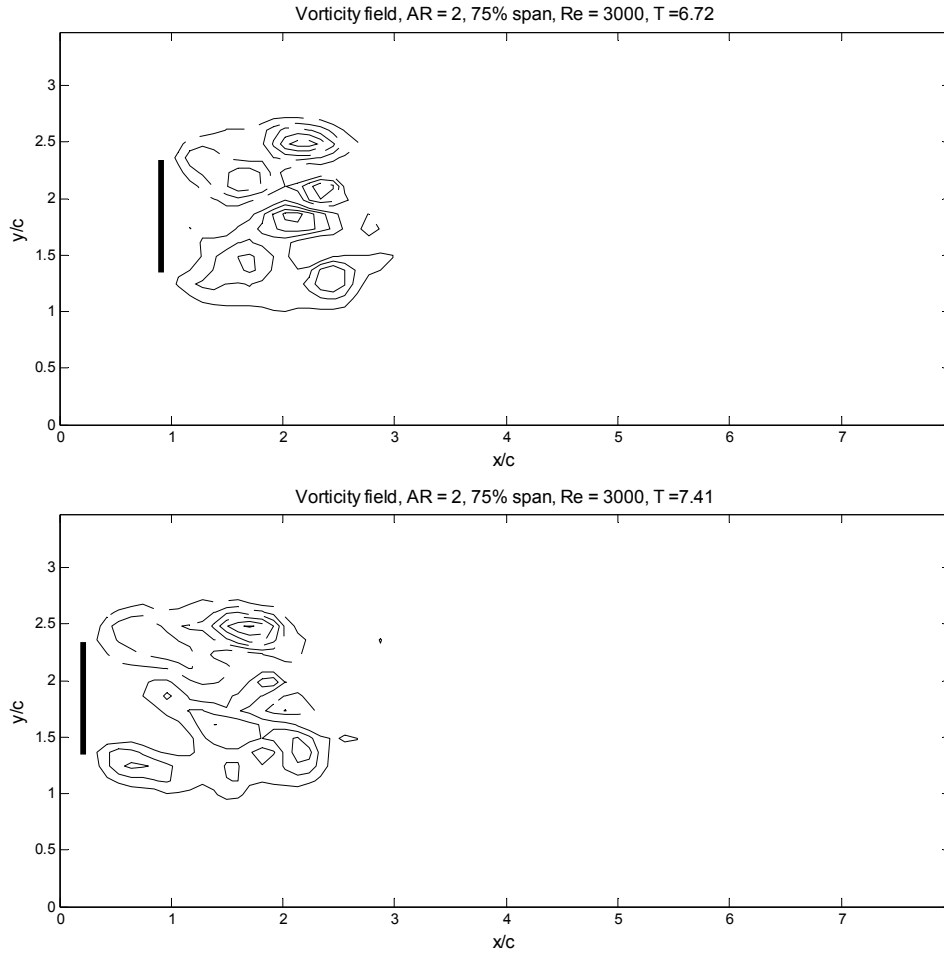 Vorticity field, AR = 2, 75% span, Re = 3000, T =6.72
3
2.5
2
1.5
1
0.5
0
y/c
0 1 2 3 4 5 6 7
x/c
Vorticity field, AR = 2, 75% span, Re = 3000, T =7.41
3
2.5
2
1.5
1
0.5
0
y/c
0 1 2 3 4 5 6 7
x/c